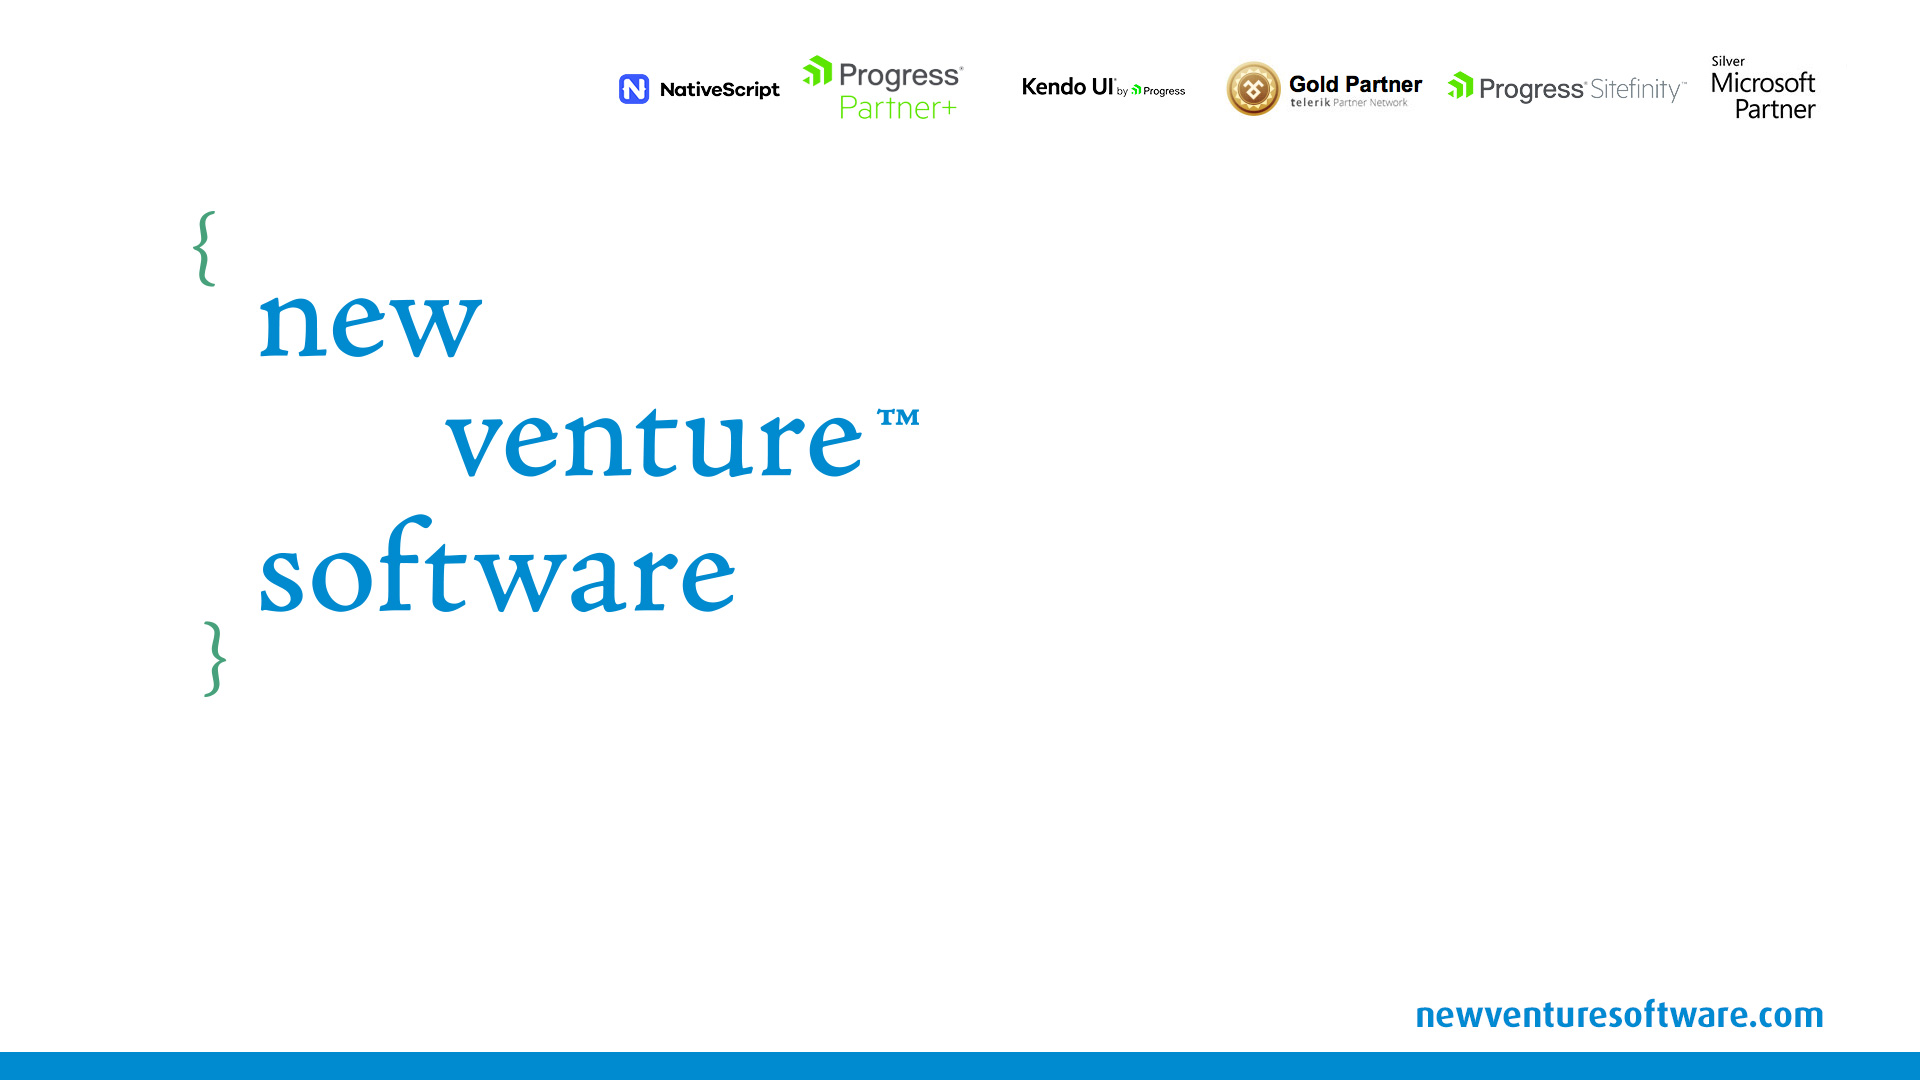 NativeScript
Progress®
Partner+
Kendo UI® by Progress
Gold Partner
telerik Partner Network
Progress® Sitefinity™
Silver
Microsoft
Partner
{
new
venture™
software
}
newventuresoftware.com